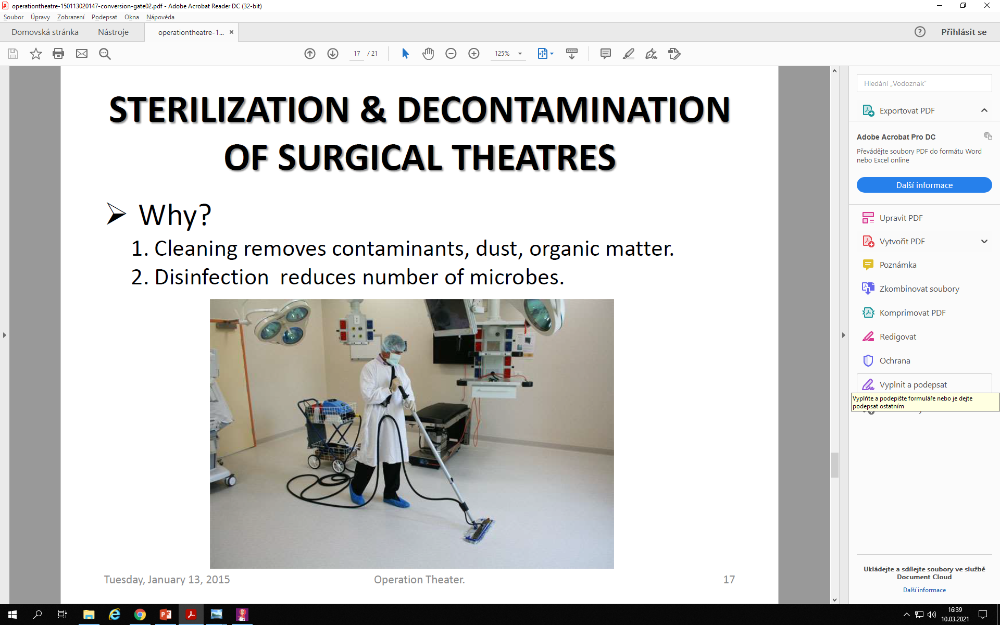 operationtheatre-150113020147-conversion-gate02.pdf - Adobe Acrobat Reader DC (32-bit)
Soubor Úpravy Zobrazení Podepsat Okna Nápověda
Domovská stránka Nástroje operationtheatre-1... Přihlásit se
17 / 21 125%
STERILIZATION & DECONTAMINATION
OF SURGICAL THEATRES
Why?
1. Cleaning removes contaminants, dust, organic matter.
2. Disinfection reduces number of microbes.
Tuesday, January 13, 2015 Operation Theater. 17
Hledání „Vodoznak“
Exportovat PDF
Adobe Acrobat Pro DC
Převádějte soubory PDF do formátu Word
nebo Excel online
Další informace
Upravit PDF
Vytvořit PDF
Poznámka
Zkombinovat soubory
Komprimovat PDF
Redigovat
Ochrana
Vyplnit a podepsat
Vyplňte a podepište formuláře nebo je dejte
podepsat ostatním
Ukládejte a sdílejte soubory ve službě
Document Cloud
Další informace
16:39
10.03.2021